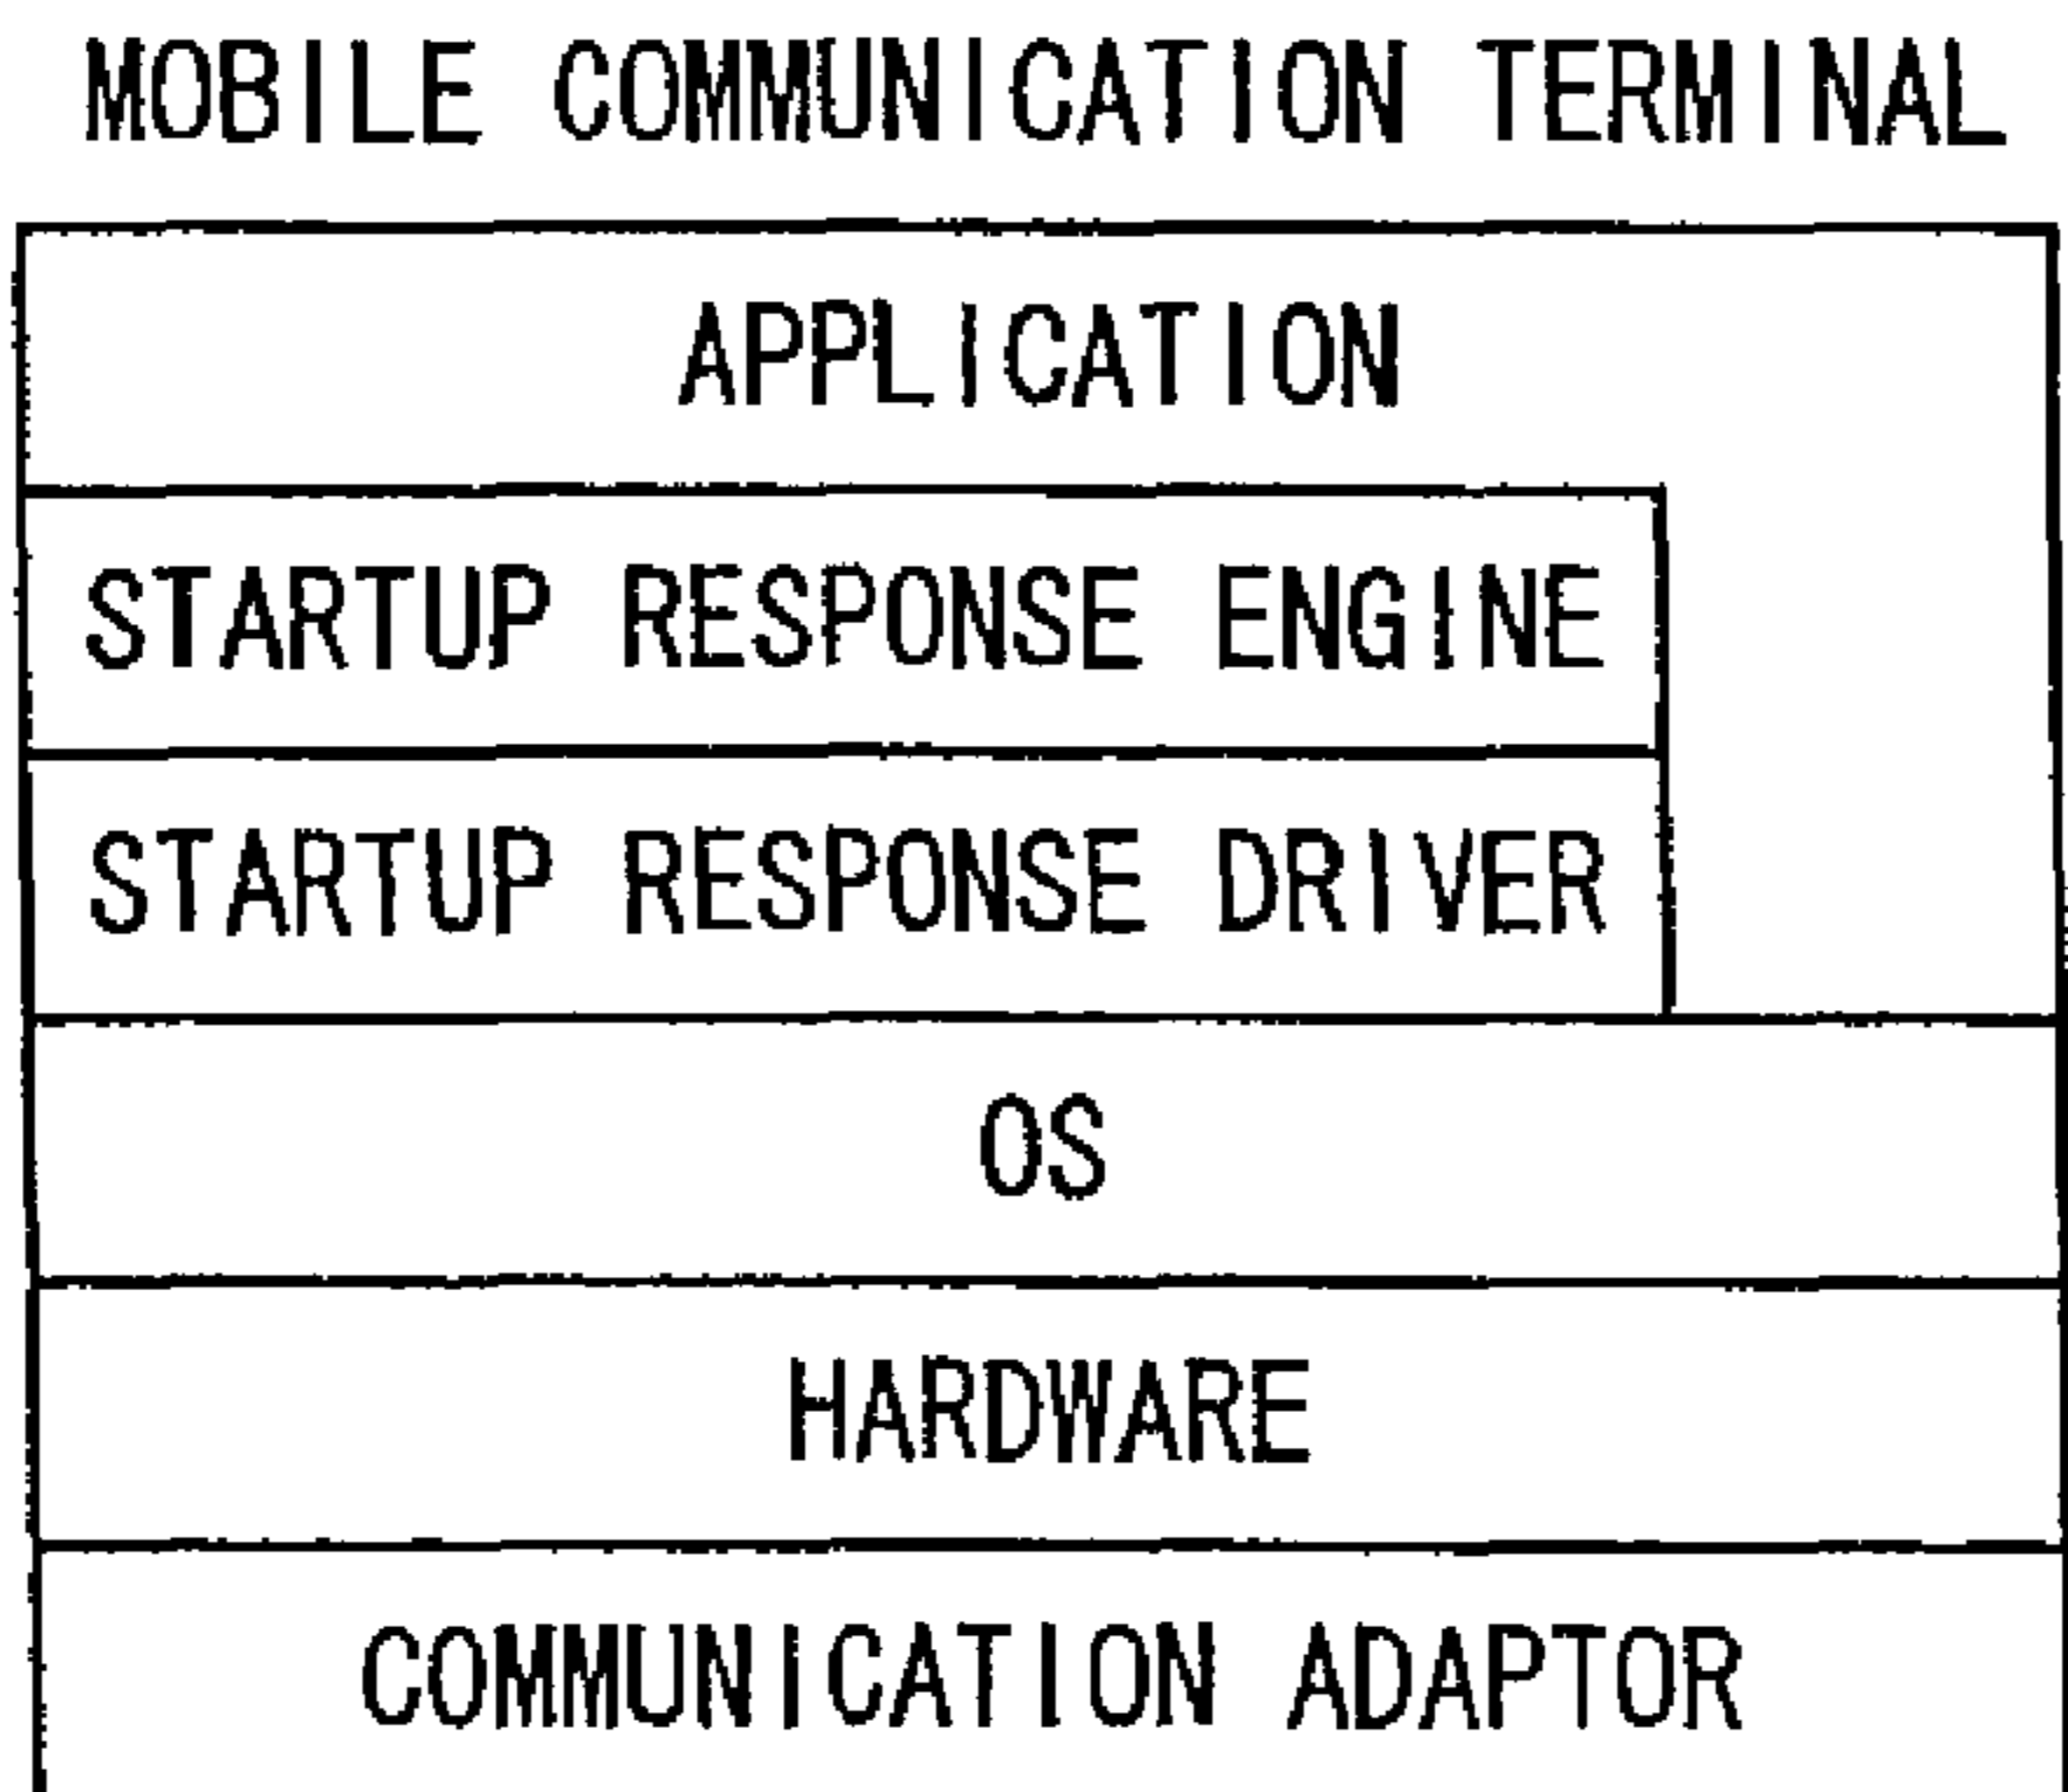 MOBILE COMMUNICATION TERMINAL
APPLICATION
STARTUP RESPONSE ENGINE
STARTUP RESPONSE DRIVER
OS
HARDWARE
COMMUNICATION ADAPTOR